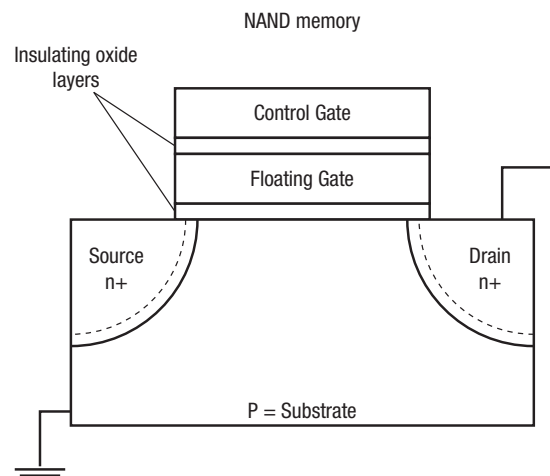 NAND memory
Insulating oxide
layers
Control Gate
Floating Gate
Source
n+
Drain
n+
P = Substrate